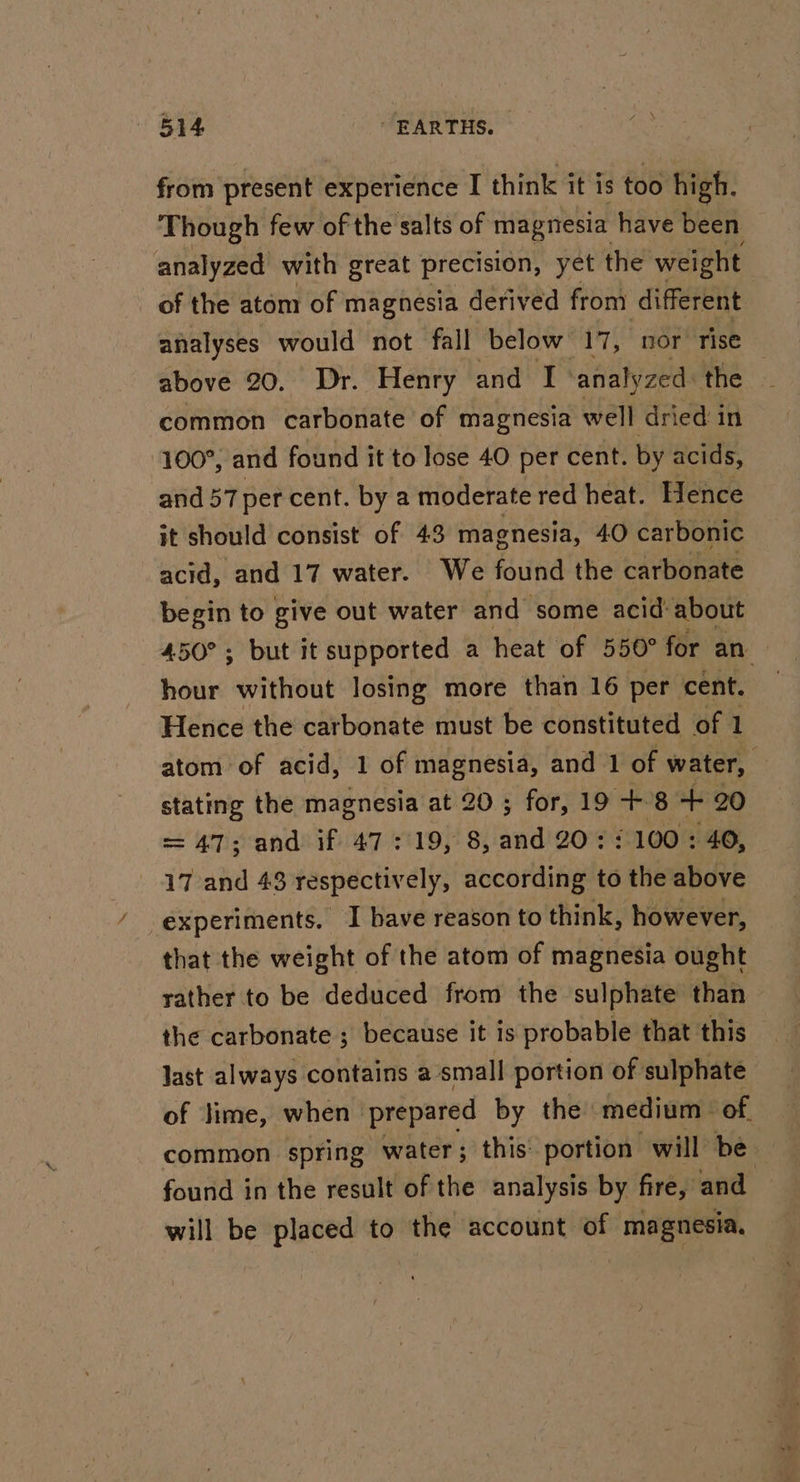 514 EARTHS.
from present experience I think it is too high.
Though few of the salts of magnesia have been
analyzed with great precision, yet the weight
of the atom of magnesia derived from different
analyses would not fall below 17, nor rise
above 20. Dr. Henry and I analyzed the
common carbonate of magnesia well dried in
100°, and found it to lose 40 per cent. by acids,
and 57 per cent. by a moderate red heat. Hence
it should consist of 43 magnesia, 40 carbonic
acid, and 17 water. We found the carbonate
begin to give out water and some acid about
450°; but it supported a heat of 550° for an
hour without losing more than 16 per cent.
Hence the carbonate must be constituted of 1
atom of acid, 1 of magnesia, and 1 of water,
stating the magnesia at 20; for, 19 + 8 + 20
= 47; and if 47 : 19, 8, and 20 : : 100 : 40,
17 and 43 respectively, according to the above
experiments. I have reason to think, however,
that the weight of the atom of magnesia ought
rather to be deduced from the sulphate than
the carbonate; because it is probable that this
last always contains a small portion of sulphate
of lime, when prepared by the medium of
common spring water; this portion will be
found in the result of the analysis by fire, and
will be placed to the account of magnesia.